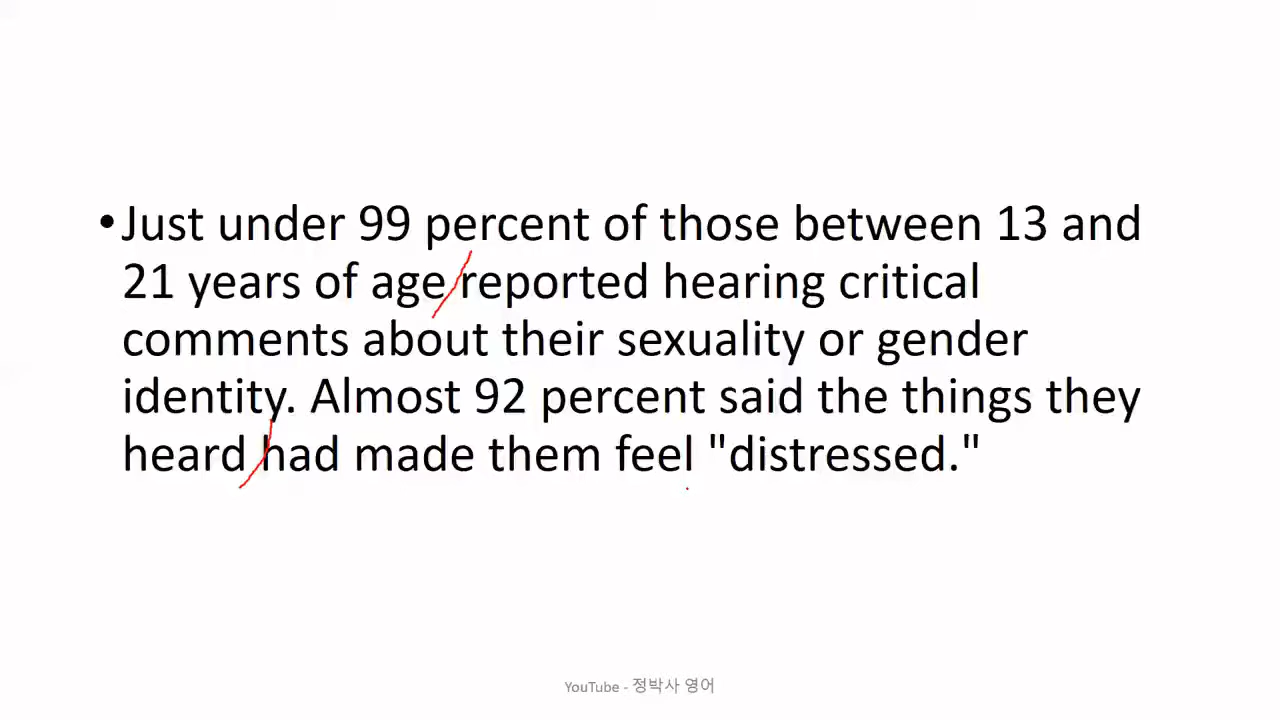 •Just under 99 percent of those between 13 and
21 years of age reported hearing critical
comments about their sexuality or gender
identity. Almost 92 percent said the things they
heard had made them feel "distressed."
YouTube - 정박사 영어